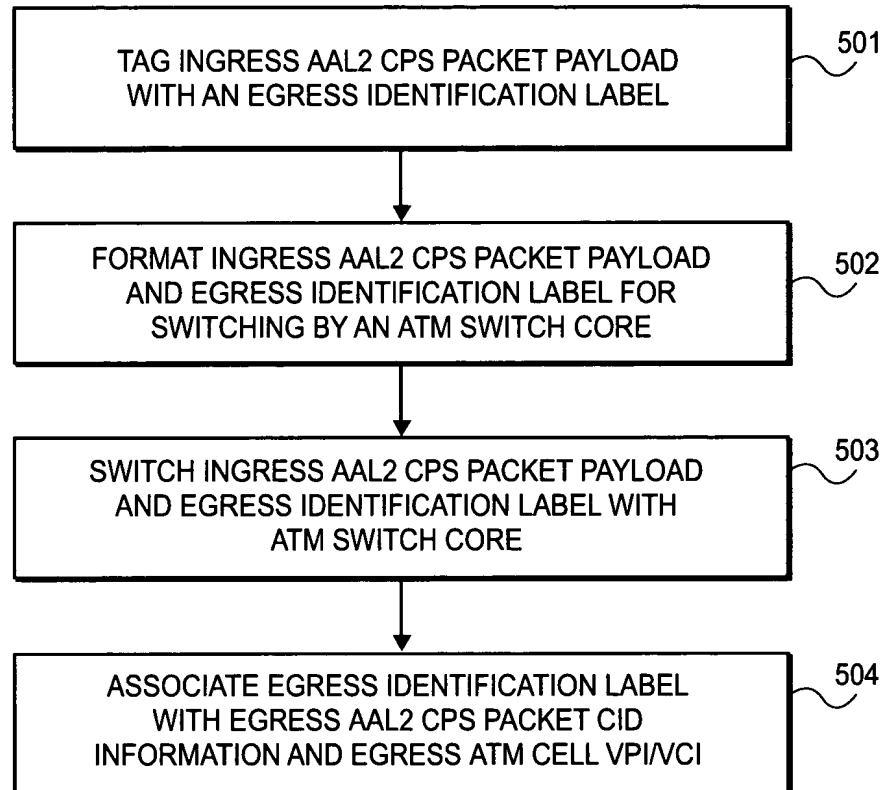 TAG INGRESS AAL2 CPS PACKET PAYLOAD
WITH AN EGRESS IDENTIFICATION LABEL
501
FORMAT INGRESS AAL2 CPS PACKET PAYLOAD
AND EGRESS IDENTIFICATION LABEL FOR
SWITCHING BY AN ATM SWITCH CORE
502
SWITCH INGRESS AAL2 CPS PACKET PAYLOAD
AND EGRESS IDENTIFICATION LABEL WITH
ATM SWITCH CORE
503
ASSOCIATE EGRESS IDENTIFICATION LABEL
WITH EGRESS AAL2 CPS PACKET CID
INFORMATION AND EGRESS ATM CELL VPI/VCI
504